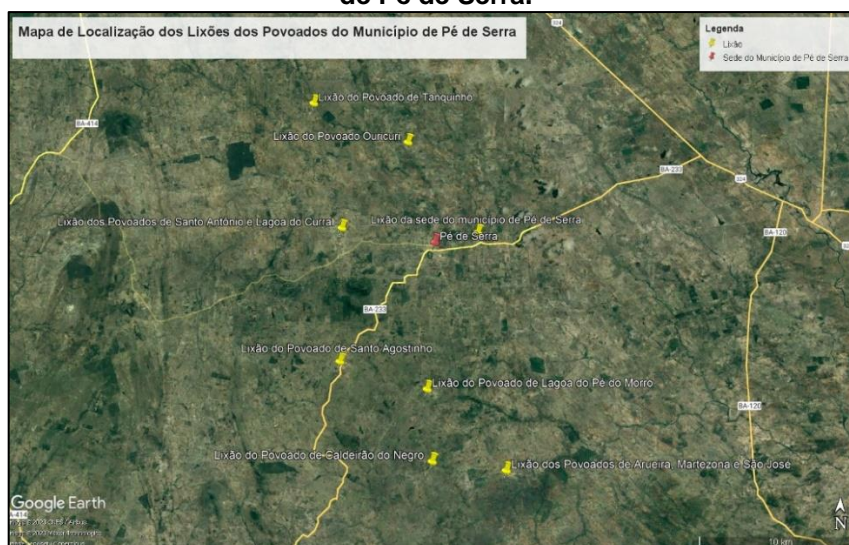 de Pé de Serra.
Mapa de Localização dos Lixões dos Povoados do Município de Pé de Serra
Legenda
Lixão
Sede do Município de Pé de Serra
324
BA-414
Lixão do Povoado de Tanquinho
Lixão do Povoado Ouricuri
BA-233
324
Lixão dos Povoados de Santo Antônio e Lagoa do Curral
Lixão da sede do município de Pé de Serra
Pé de Serra
BA-120
BA-233
Lixão do Povoado de Santo Agostinho
Lixão do Povoado de Lagoa do Pé do Morro
BA-120
Lixão do Povoado de Caldeirão do Negro
Lixão dos Povoados de Arueira, Martezona e São José
Google Earth
N
10 km